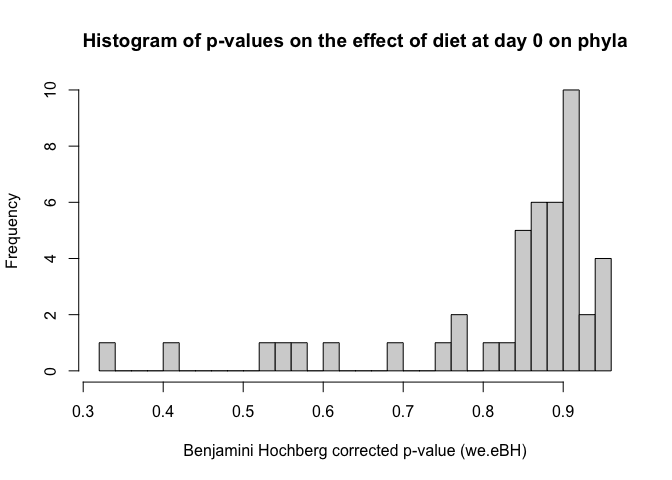 Histogram of p-values on the effect of diet at day 0 on phyla
Frequency
10
8
6
4
2
0
0.3 0.4 0.5 0.6 0.7 0.8 0.9
Benjamini Hochberg corrected p-value (we.eBH)